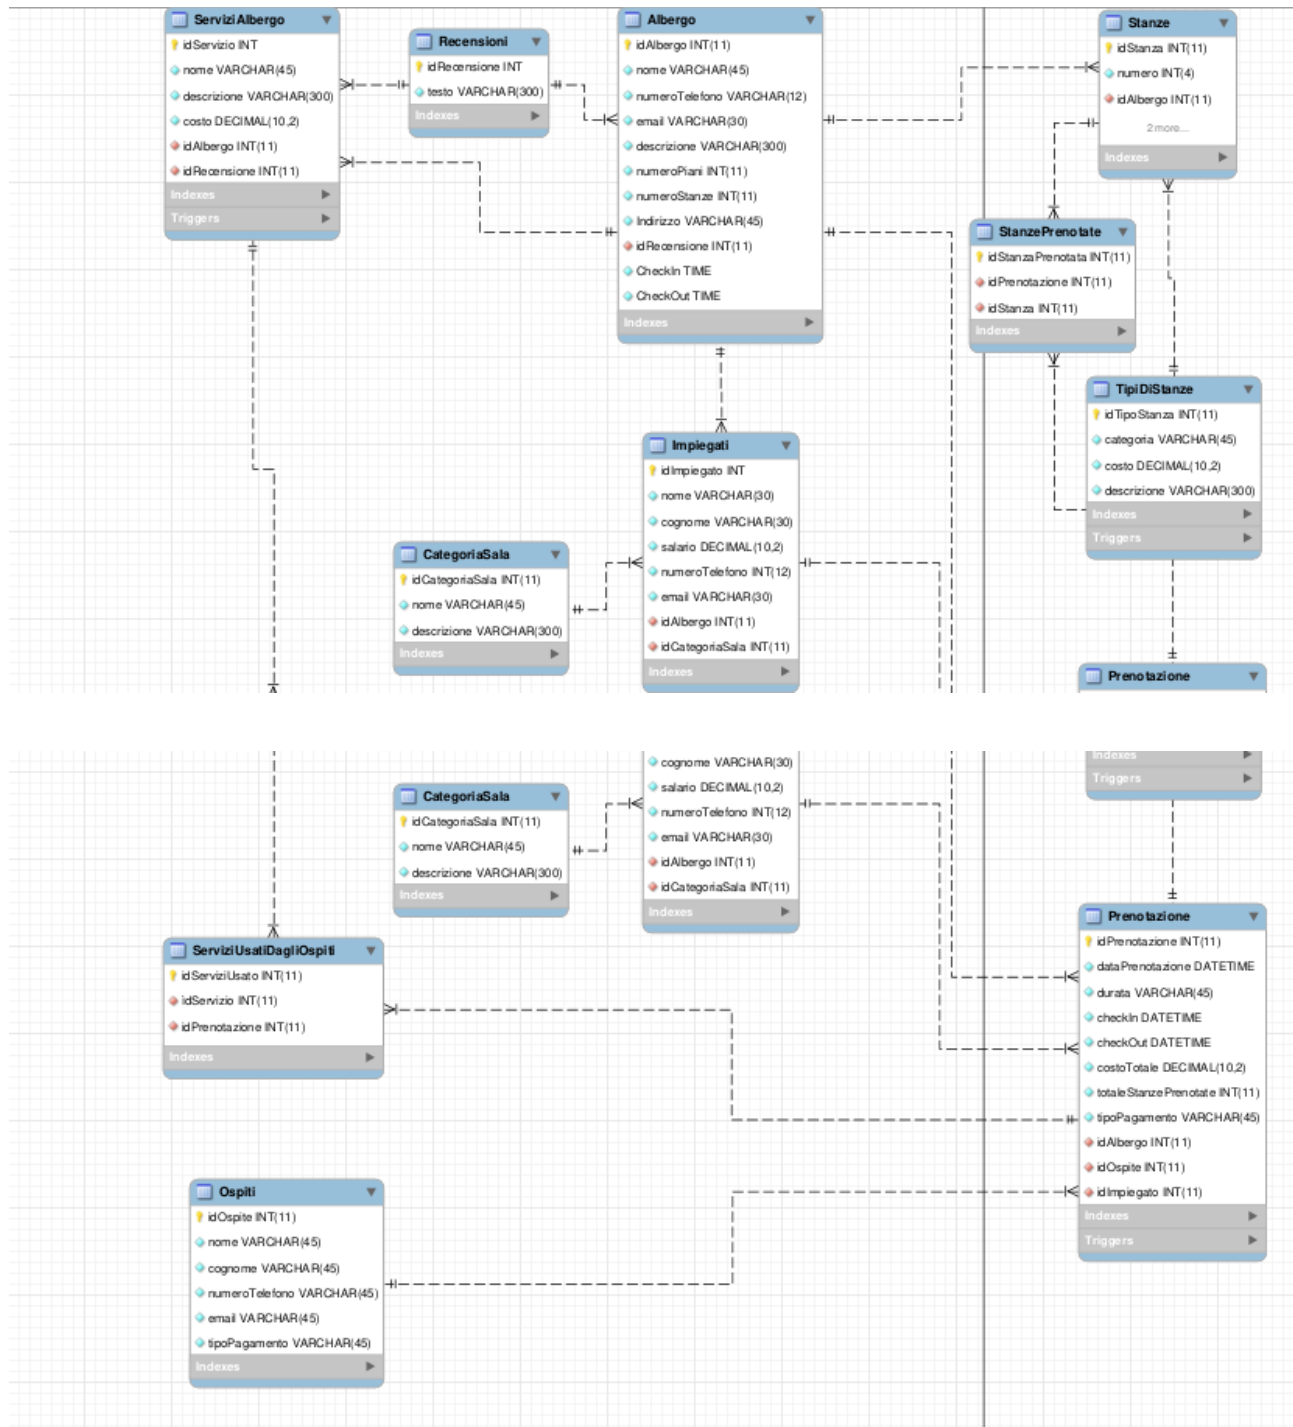 ServiziAlbergo
idServizio INT
nome VARCHAR(45)
descrizione VARCHAR(300)
costo DECIMAL(10,2)
idAlbergo INT(11)
idRecensione INT(11)
Indexes
Triggers
Recensioni
idRecensione INT
testo VARCHAR(300)
Indexes
Albergo
idAlbergo INT(11)
nome VARCHAR(45)
numeroTelefono VARCHAR(12)
email VARCHAR(30)
descrizione VARCHAR(300)
numeroPiani INT(11)
numeroStanze INT(11)
Indirizzo VARCHAR(45)
idRecensione INT(11)
CheckIn TIME
CheckOut TIME
Indexes
Stanze
idStanza INT(11)
numero INT(4)
idAlbergo INT(11)
2 more...
Indexes
StanzePrenotate
idStanzaPrenotata INT(11)
idPrenotazione INT(11)
idStanza INT(11)
Indexes
TipiDiStanze
idTipoStanza INT(11)
categoria VARCHAR(45)
costo DECIMAL(10,2)
descrizione VARCHAR(300)
Indexes
Triggers
Impiegati
idImpiegato INT
nome VARCHAR(30)
cognome VARCHAR(30)
salario DECIMAL(10,2)
numeroTelefono INT(12)
email VARCHAR(30)
idAlbergo INT(11)
idCategoriaSala INT(11)
Indexes
CategoriaSala
idCategoriaSala INT(11)
nome VARCHAR(45)
descrizione VARCHAR(300)
Indexes
Prenotazione
cognome VARCHAR(30)
salario DECIMAL(10,2)
numeroTelefono INT(12)
email VARCHAR(30)
idAlbergo INT(11)
idCategoriaSala INT(11)
Indexes
Indexes
Triggers
CategoriaSala
idCategoriaSala INT(11)
nome VARCHAR(45)
descrizione VARCHAR(300)
Indexes
ServiziUsatiDagliOspiti
idServiziUsato INT(11)
idServizio INT(11)
idPrenotazione INT(11)
Indexes
Prenotazione
idPrenotazione INT(11)
dataPrenotazione DATETIME
durata VARCHAR(45)
checkIn DATETIME
checkOut DATETIME
costoTotale DECIMAL(10,2)
totaleStanzePrenotate INT(11)
tipoPagamento VARCHAR(45)
idAlbergo INT(11)
idOspite INT(11)
idImpiegato INT(11)
Indexes
Triggers
Ospiti
idOspite INT(11)
nome VARCHAR(45)
cognome VARCHAR(45)
numeroTelefono VARCHAR(45)
email VARCHAR(45)
tipoPagamento VARCHAR(45)
Indexes